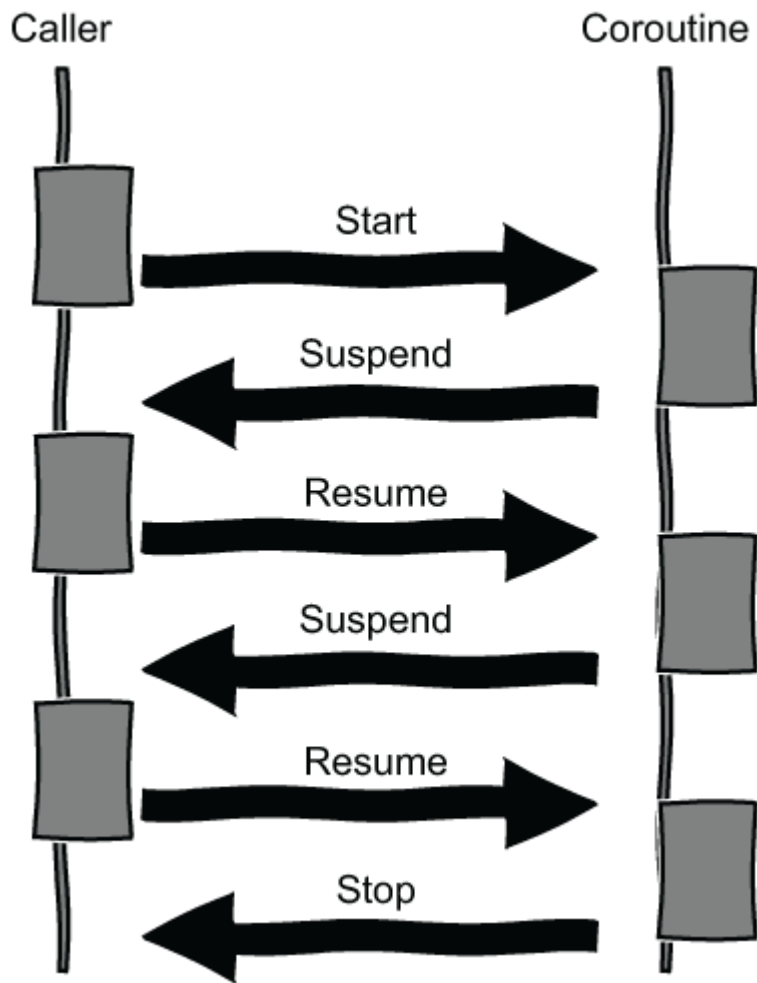 Caller
Coroutine
Start
Suspend
Resume
Suspend
Resume
Stop